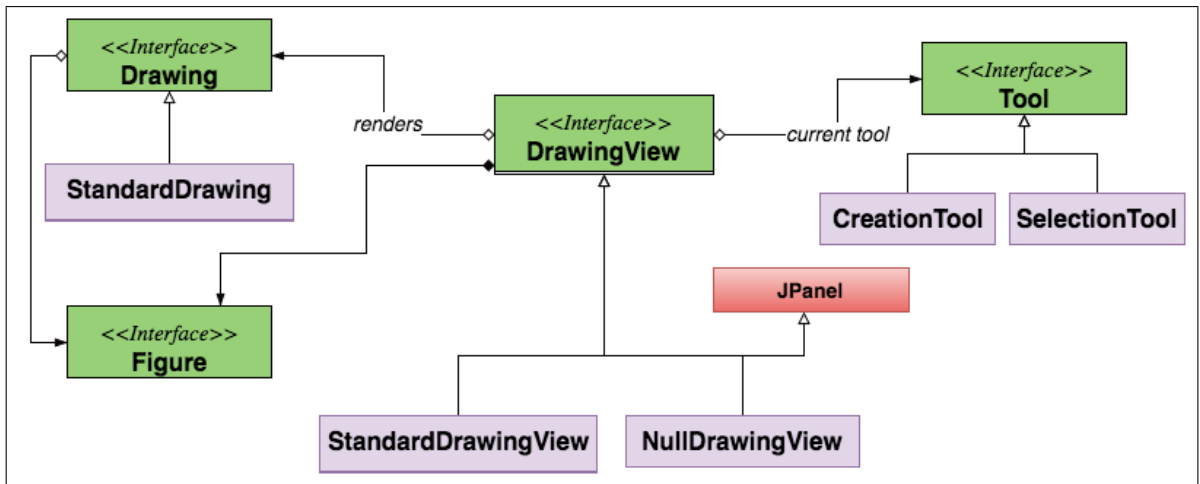 <<Interface>>
Drawing
<<Interface>>
Tool
<<Interface>>
DrawingView
renders
current tool
StandardDrawing
CreationTool
SelectionTool
JPanel
<<Interface>>
Figure
StandardDrawingView
NullDrawingView